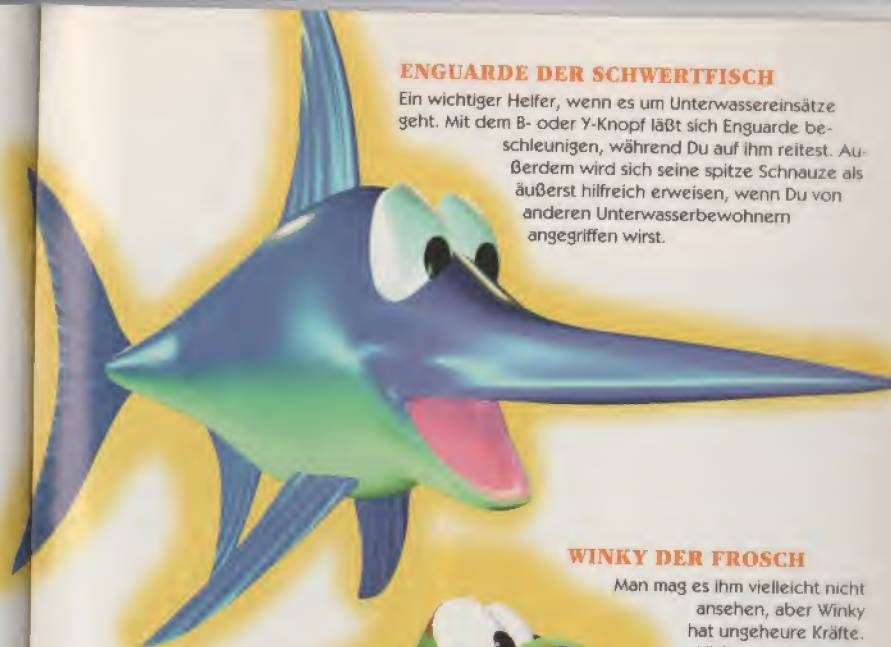 ENGUARDE DER SCHWERTFISCH
Ein wichtiger Helfer, wenn es um Unterwassereinsätze
geht. Mit dem B- oder Y-Knopf läßt sich Enguarde be-
schleunigen, während Du auf ihm reitest. Au-
ßerdem wird sich seine spitze Schnauze als
äußerst hilfreich erweisen, wenn Du von
anderen Unterwasserbewohnern
angegriffen wirst.
WINKY DER FROSCH
Man mag es ihm vielleicht nicht
ansehen, aber Winky
hat ungeheure Kräfte.